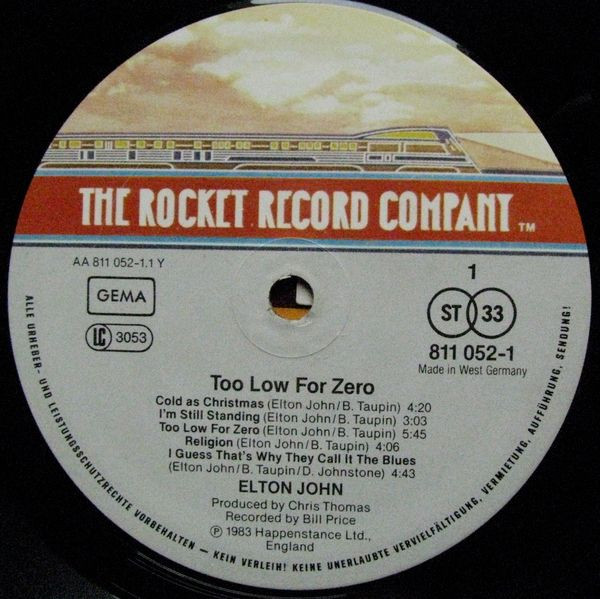 THE ROCKET RECORD COMPANY TM
AA 811 052-1.1 Y
GEMA
LC 3053
1
ST 33
811 052-1
Made in West Germany
Too Low For Zero
Cold as Christmas (Elton John/B. Taupin) 4:20
I'm Still Standing (Elton John/B. Taupin) 3:03
Too Low For Zero (Elton John/B. Taupin) 5:45
Religion (Elton John/B. Taupin) 4:06
I Guess That's Why They Call It The Blues
(Elton John/B. Taupin/D. Johnstone) 4:43
ELTON JOHN
Produced by Chris Thomas
Recorded by Bill Price
℗ 1983 Happenstance Ltd.,
England
ALLE URHEBER- UND LEISTUNGSSCHUTZRECHTE VORBEHALTEN — KEIN VERLEIH! KEINE UNERLAUBTE VERVIELFÄLTIGUNG, VERMIETUNG, AUFFÜHRUNG, SENDUNG!